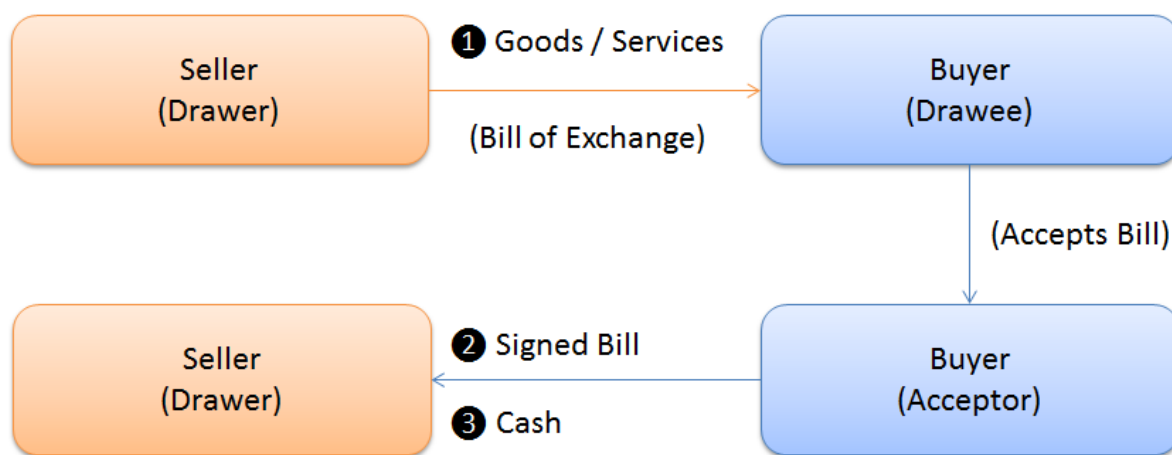 Seller
(Drawer)
❶ Goods / Services
(Bill of Exchange)
Buyer
(Drawee)
(Accepts Bill)
Seller
(Drawer)
❷ Signed Bill
❸ Cash
Buyer
(Acceptor)